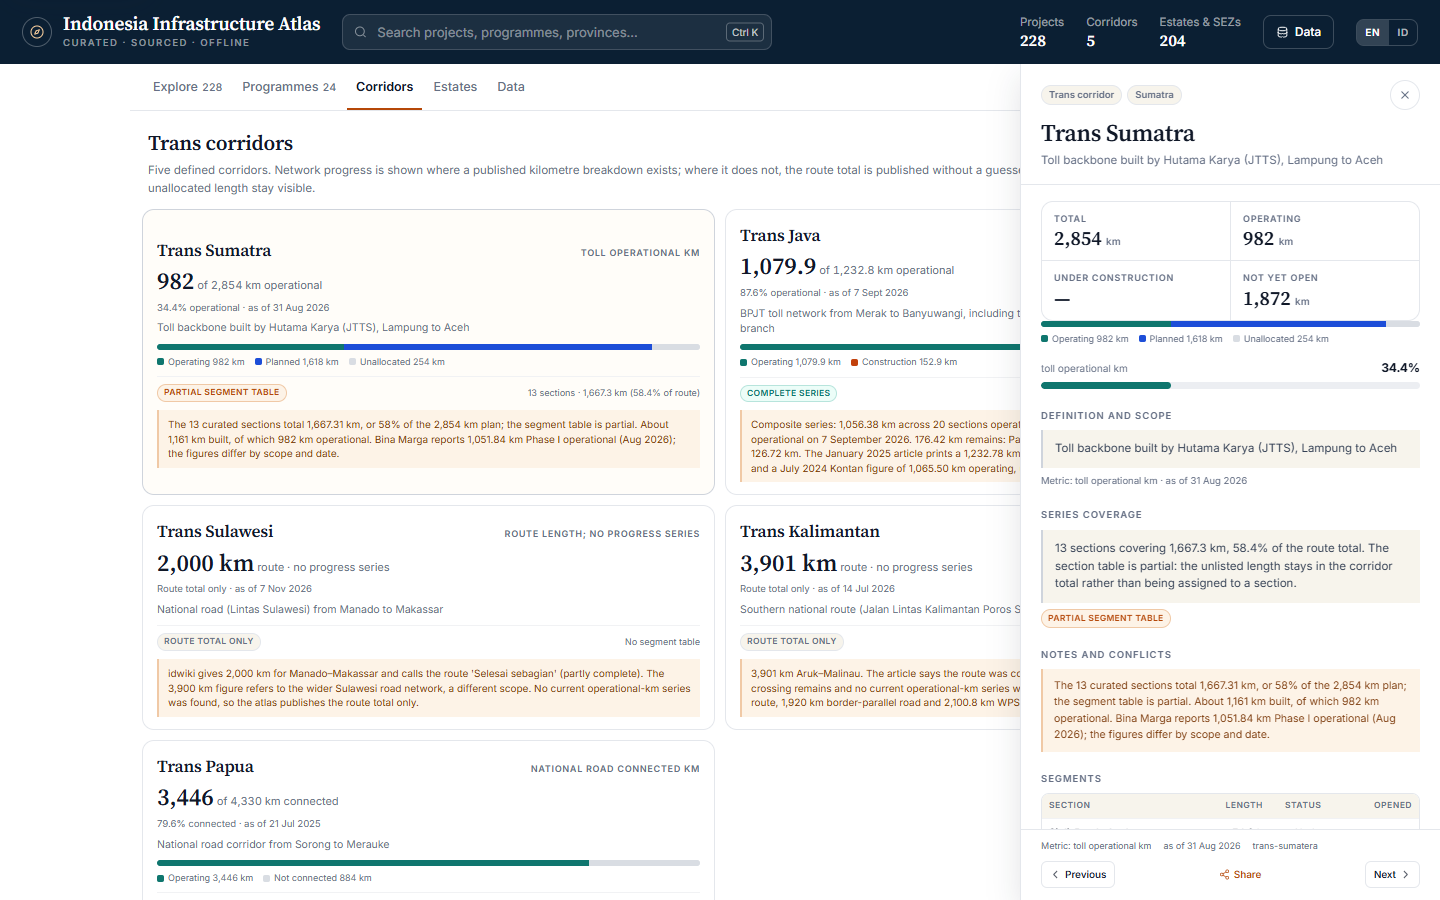 Indonesia Infrastructure Atlas
CURATED · SOURCED · OFFLINE
Search projects, programmes, provinces...
Ctrl K
Projects
228
Corridors
5
Estates & SEZs
204
Data
EN
ID
Explore 228
Programmes 24
Corridors
Estates
Data
Trans corridors
Five defined corridors. Network progress is shown where a published kilometre breakdown exists; where it does not, the route total is published without a guess
unallocated length stay visible.
Trans Sumatra
TOLL OPERATIONAL KM
982 of 2,854 km operational
34.4% operational · as of 31 Aug 2026
Toll backbone built by Hutama Karya (JTTS), Lampung to Aceh
Operating 982 km
Planned 1,618 km
Unallocated 254 km
PARTIAL SEGMENT TABLE
13 sections · 1,667.3 km (58.4% of route)
The 13 curated sections total 1,667.31 km, or 58% of the 2,854 km plan; the segment table is partial. About
1,161 km built, of which 982 km operational. Bina Marga reports 1,051.84 km Phase I operational (Aug 2026);
the figures differ by scope and date.
Trans Java
1,079.9 of 1,232.8 km operational
87.6% operational · as of 7 Sept 2026
BPJT toll network from Merak to Banyuwangi, including t
branch
Operating 1,079.9 km
Construction 152.9 km
COMPLETE SERIES
Composite series: 1,056.38 km across 20 sections opera
operational on 7 September 2026. 176.42 km remains: Pa
126.72 km. The January 2025 article prints a 1,232.78 km
and a July 2024 Kontan figure of 1,065.50 km operating,
Trans Sulawesi
ROUTE LENGTH; NO PROGRESS SERIES
2,000 km route · no progress series
Route total only · as of 7 Nov 2026
National road (Lintas Sulawesi) from Manado to Makassar
ROUTE TOTAL ONLY
No segment table
idwiki gives 2,000 km for Manado–Makassar and calls the route 'Selesai sebagian' (partly complete). The
3,900 km figure refers to the wider Sulawesi road network, a different scope. No current operational-km series
was found, so the atlas publishes the route total only.
Trans Kalimantan
3,901 km route · no progress series
Route total only · as of 14 Jul 2026
Southern national route (Jalan Lintas Kalimantan Poros S
ROUTE TOTAL ONLY
3,901 km Aruk–Malinau. The article says the route was co
crossing remains and no current operational-km series w
route, 1,920 km border-parallel road and 2,100.8 km WPS
Trans Papua
NATIONAL ROAD CONNECTED KM
3,446 of 4,330 km connected
79.6% connected · as of 21 Jul 2025
National road corridor from Sorong to Merauke
Operating 3,446 km
Not connected 884 km
Trans corridor
Sumatra
Trans Sumatra
Toll backbone built by Hutama Karya (JTTS), Lampung to Aceh
TOTAL
2,854 km
OPERATING
982 km
UNDER CONSTRUCTION
—
NOT YET OPEN
1,872 km
Operating 982 km
Planned 1,618 km
Unallocated 254 km
toll operational km
34.4%
DEFINITION AND SCOPE
Toll backbone built by Hutama Karya (JTTS), Lampung to Aceh
Metric: toll operational km · as of 31 Aug 2026
SERIES COVERAGE
13 sections covering 1,667.3 km, 58.4% of the route total. The
section table is partial: the unlisted length stays in the corridor
total rather than being assigned to a section.
PARTIAL SEGMENT TABLE
NOTES AND CONFLICTS
The 13 curated sections total 1,667.31 km, or 58% of the 2,854 km plan;
the segment table is partial. About 1,161 km built, of which 982 km
operational. Bina Marga reports 1,051.84 km Phase I operational (Aug
2026); the figures differ by scope and date.
SEGMENTS
SECTION
LENGTH
STATUS
OPENED
Metric: toll operational km
as of 31 Aug 2026
trans-sumatera
Previous
Share
Next